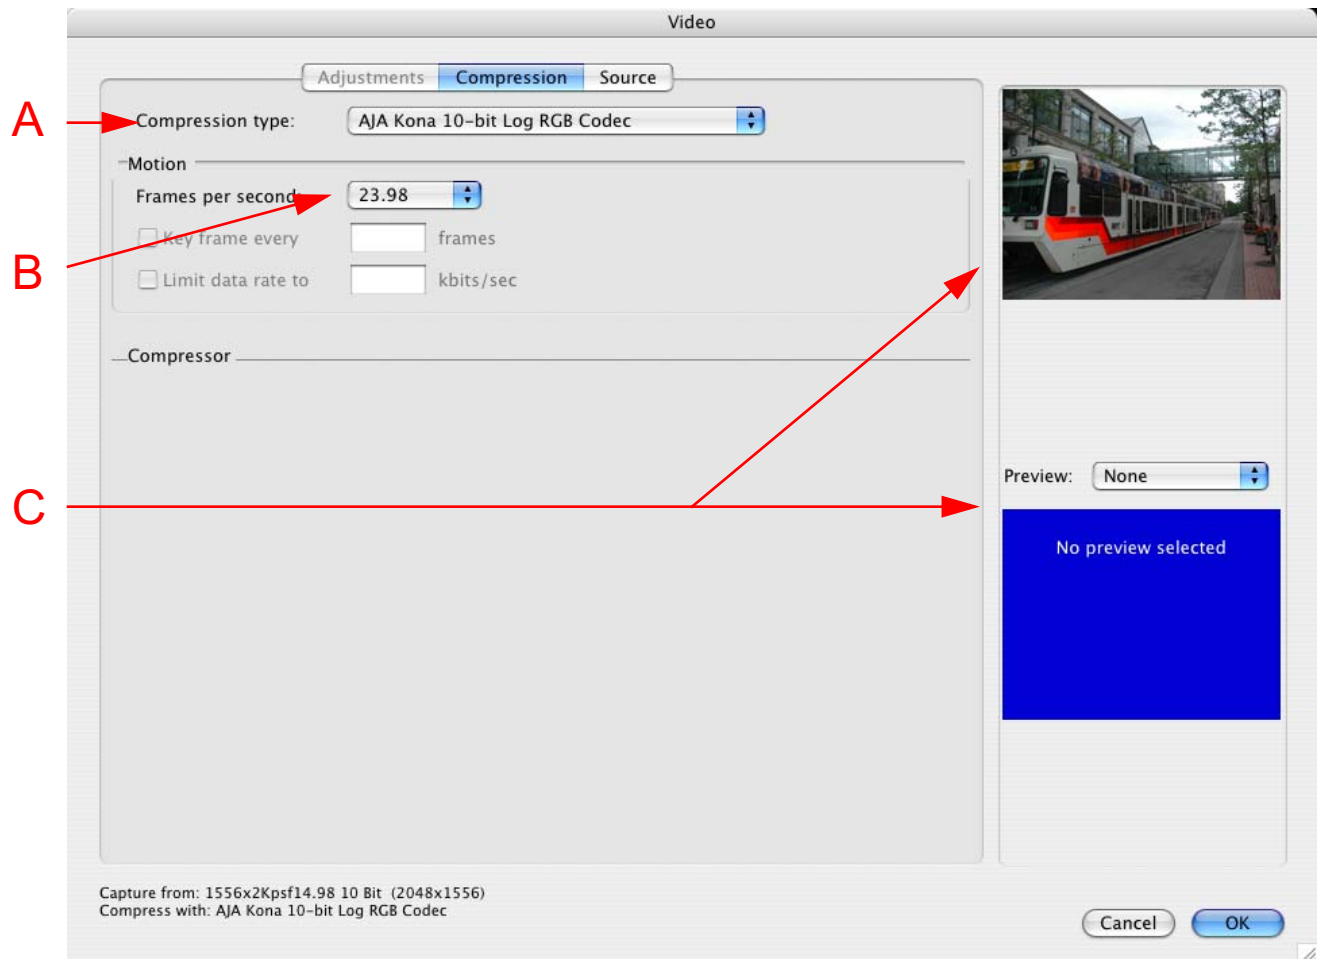 Video
Adjustments Compression Source
A
Compression type: AJA Kona 10-bit Log RGB Codec
Motion
Frames per second: 23.98
Key frame every frames
B
Limit data rate to kbits/sec
Compressor
Preview: None
C
No preview selected
Capture from: 1556x2Kpsf14.98 10 Bit (2048x1556)
Compress with: AJA Kona 10-bit Log RGB Codec
Cancel OK